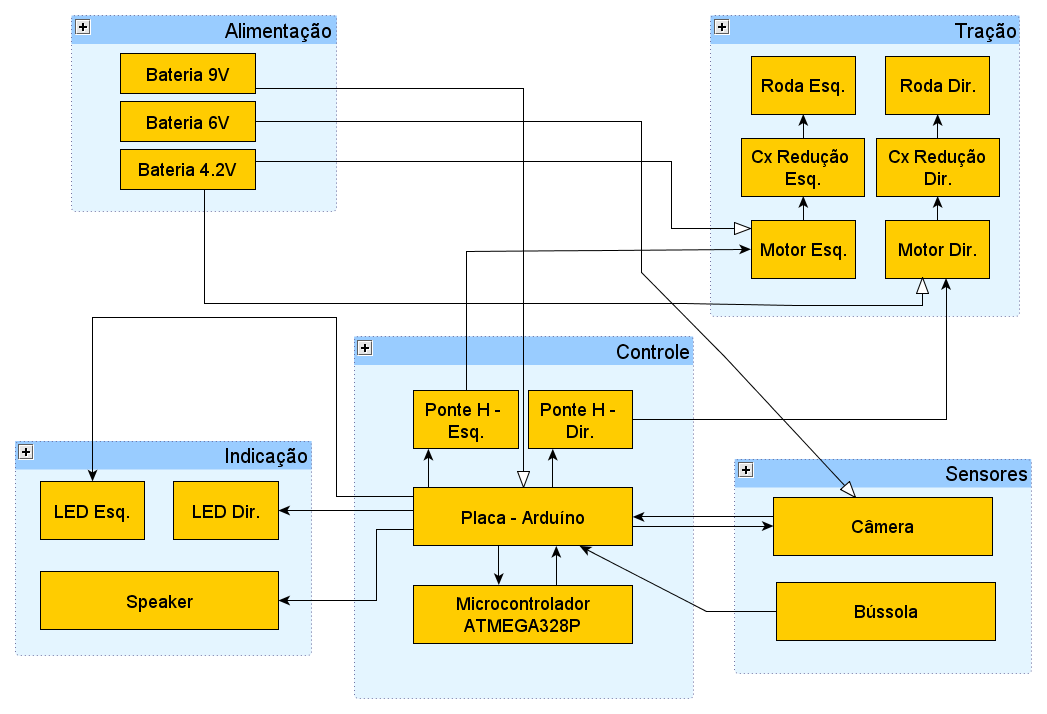 Alimentação
Bateria 9V
Bateria 6V
Bateria 4.2V
Tração
Roda Esq.
Roda Dir.
Cx Redução
Esq.
Cx Redução
Dir.
Motor Esq.
Motor Dir.
Controle
Ponte H -
Esq.
Ponte H -
Dir.
Placa - Arduíno
Microcontrolador
ATMEGA328P
Indicação
LED Esq.
LED Dir.
Speaker
Sensores
Câmera
Bússola